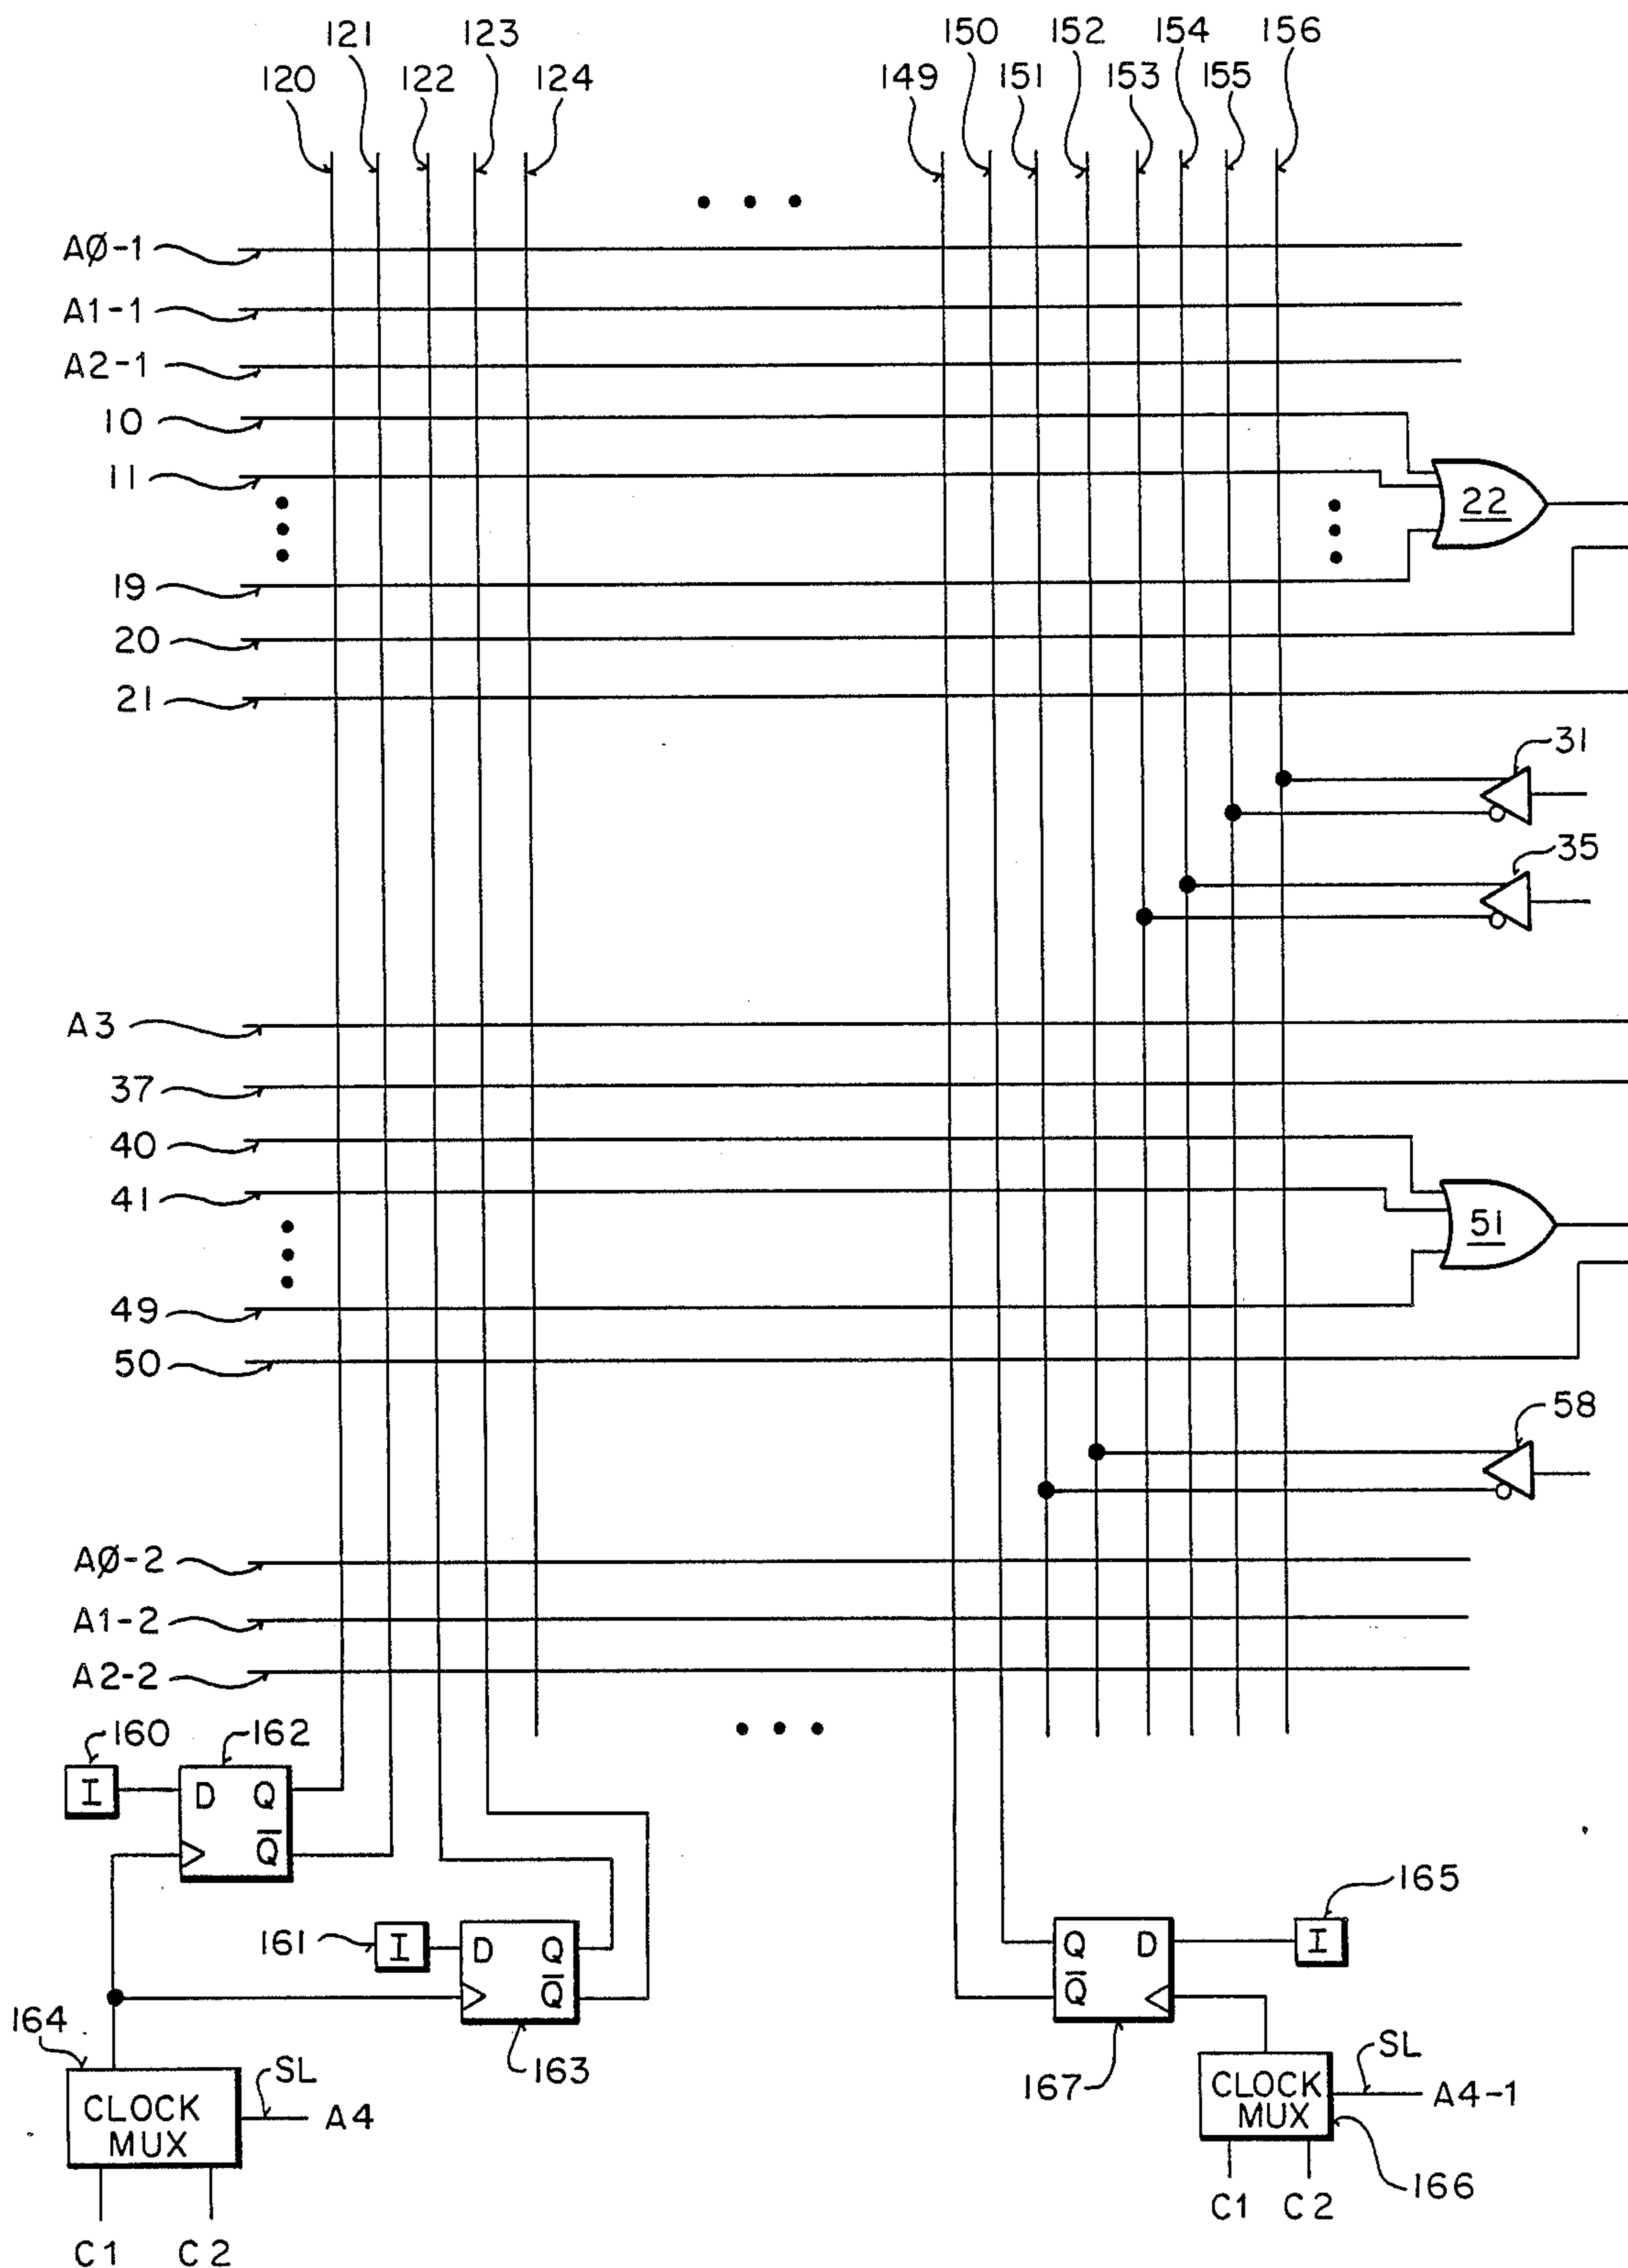 121 123 150 152 154 156
120 122 124 149 151 153 155
AØ-1
A1-1
A2-1
10
11
22
19
20
21
31
35
A3
37
40
41
51
49
50
58
AØ-2
A1-2
A2-2
160 162
I D Q
Q̅
165
161 I D Q Q D I
Q̅ Q̅
164
SL 163 167 SL
CLOCK MUX A4 CLOCK MUX A4-1
166
C1 C2
C1 C2